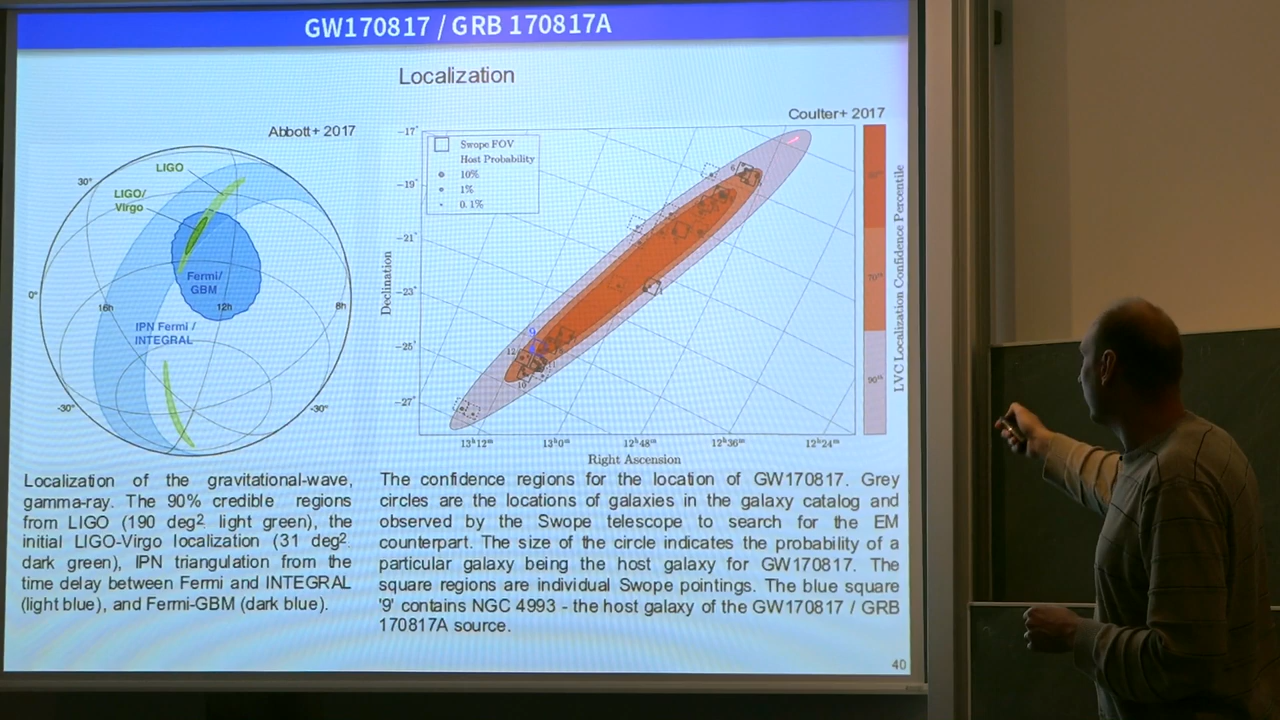 GW170817 / GRB 170817A
Localization
Abbott+ 2017
LIGO
LIGO/
Virgo
Fermi/
GBM
IPN Fermi /
INTEGRAL
30°
0°
-30°
16h
12h
8h
-30°
Coulter+ 2017
Swope FOV
Host Probability
10%
1%
0.1%
−17°
−19°
−21°
−23°
−25°
−27°
Declination
6
9
12
10
13h12m
13h0m
12h48m
12h36m
12h24m
Right Ascension
70th
90th
LVC Localization Confidence Percentile
Localization of the gravitational-wave,
gamma-ray. The 90% credible regions
from LIGO (190 deg2. light green), the
initial LIGO-Virgo localization (31 deg2.
dark green), IPN triangulation from the
time delay between Fermi and INTEGRAL
(light blue), and Fermi-GBM (dark blue).
The confidence regions for the location of GW170817. Grey
circles are the locations of galaxies in the galaxy catalog and
observed by the Swope telescope to search for the EM
counterpart. The size of the circle indicates the probability of a
particular galaxy being the host galaxy for GW170817. The
square regions are individual Swope pointings. The blue square
'9' contains NGC 4993 - the host galaxy of the GW170817 / GRB
170817A source.
40